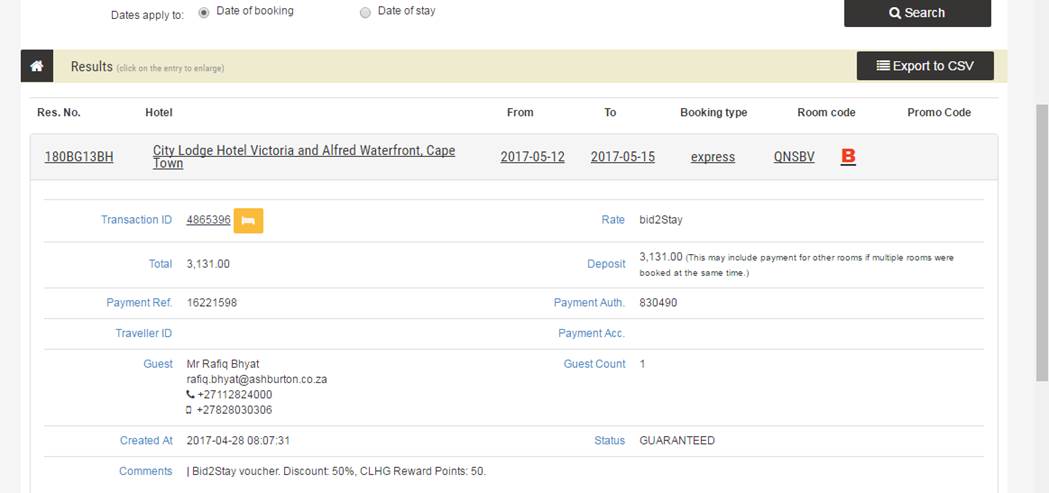 Dates apply to: Date of booking Date of stay Search
Results (click on the entry to enlarge) Export to CSV
Res. No. Hotel From To Booking type Room code Promo Code
180BG13BH City Lodge Hotel Victoria and Alfred Waterfront, Cape Town 2017-05-12 2017-05-15 express QNSBV B
Transaction ID 4865396 Rate bid2Stay
Total 3,131.00 Deposit 3,131.00 (This may include payment for other rooms if multiple rooms were
booked at the same time.)
Payment Ref. 16221598 Payment Auth. 830490
Traveller ID Payment Acc.
Guest Mr Rafiq Bhyat Guest Count 1
rafiq.bhyat@ashburton.co.za
+27112824000
+27828030306
Created At 2017-04-28 08:07:31 Status GUARANTEED
Comments | Bid2Stay voucher. Discount: 50%, CLHG Reward Points: 50.